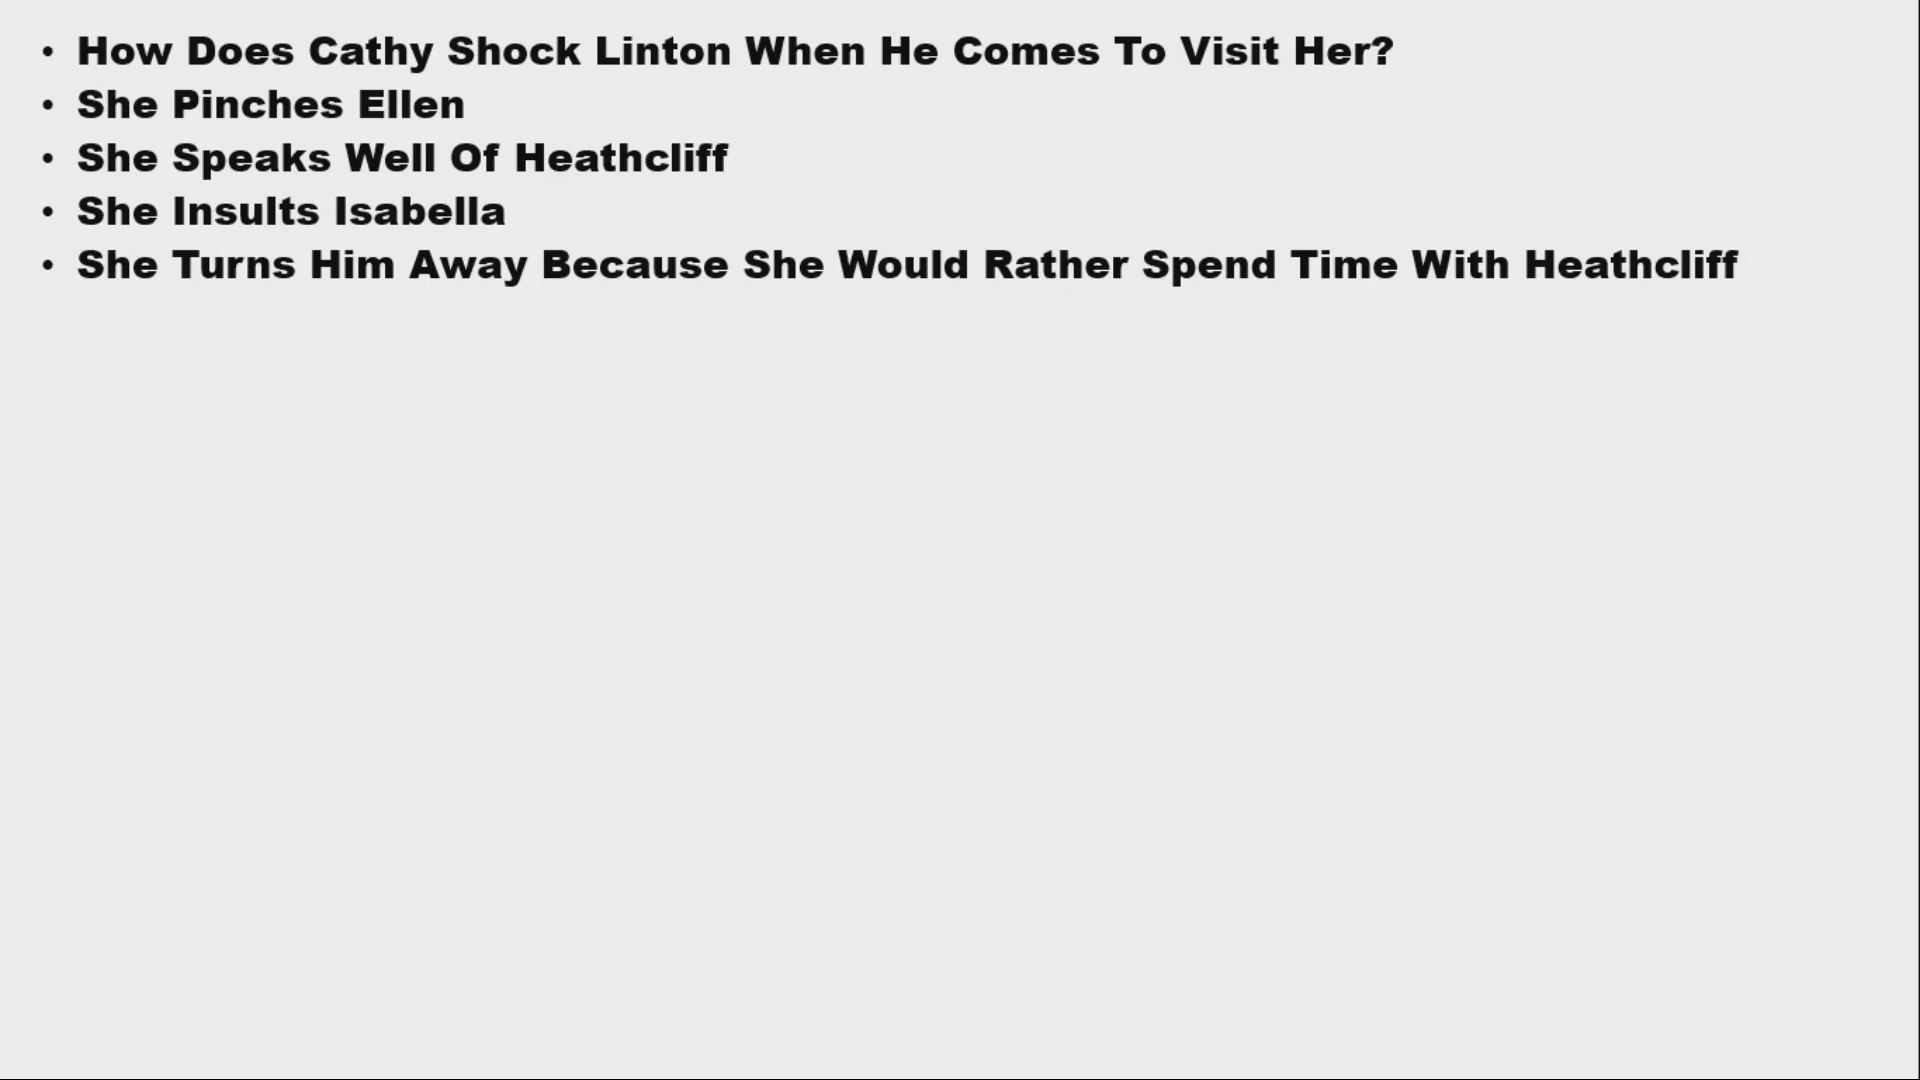 • How Does Cathy Shock Linton When He Comes To Visit Her?
• She Pinches Ellen
• She Speaks Well Of Heathcliff
• She Insults Isabella
• She Turns Him Away Because She Would Rather Spend Time With Heathcliff